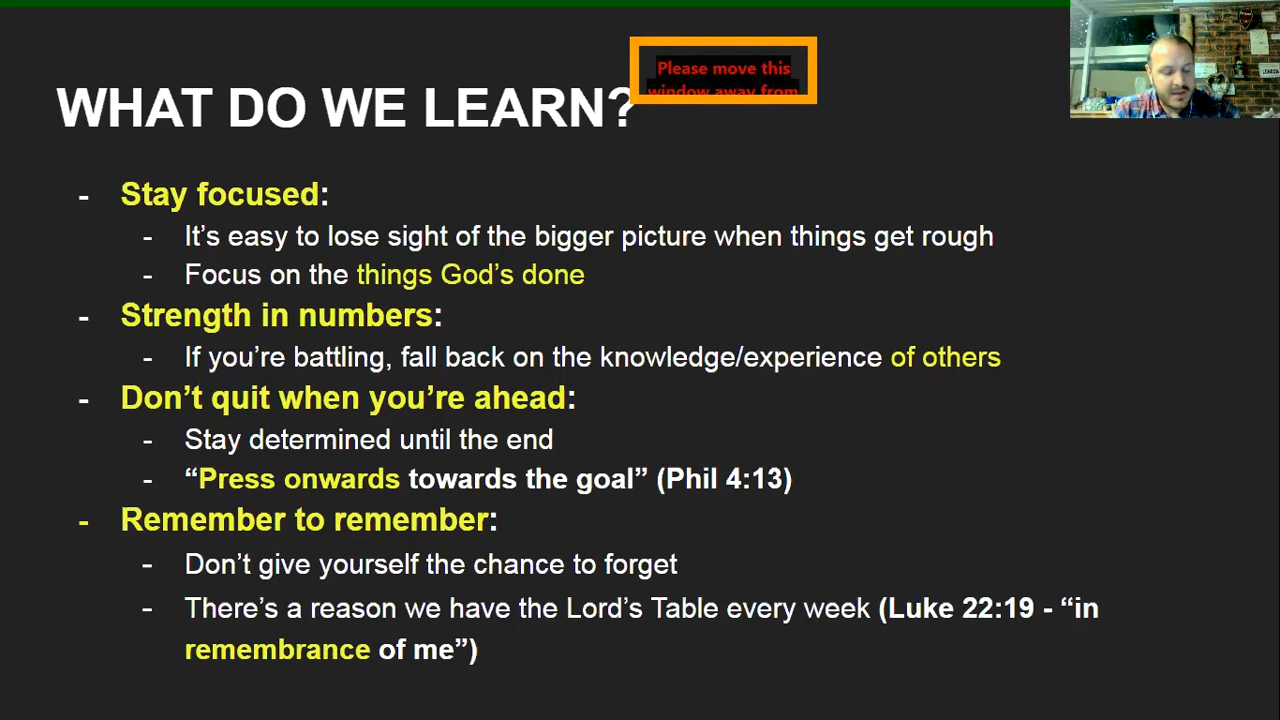 Please move this
window away from
WHAT DO WE LEARN?
- Stay focused:
- It’s easy to lose sight of the bigger picture when things get rough
- Focus on the things God’s done
- Strength in numbers:
- If you’re battling, fall back on the knowledge/experience of others
- Don’t quit when you’re ahead:
- Stay determined until the end
- “Press onwards towards the goal” (Phil 4:13)
- Remember to remember:
- Don’t give yourself the chance to forget
- There’s a reason we have the Lord’s Table every week (Luke 22:19 - “in
remembrance of me”)